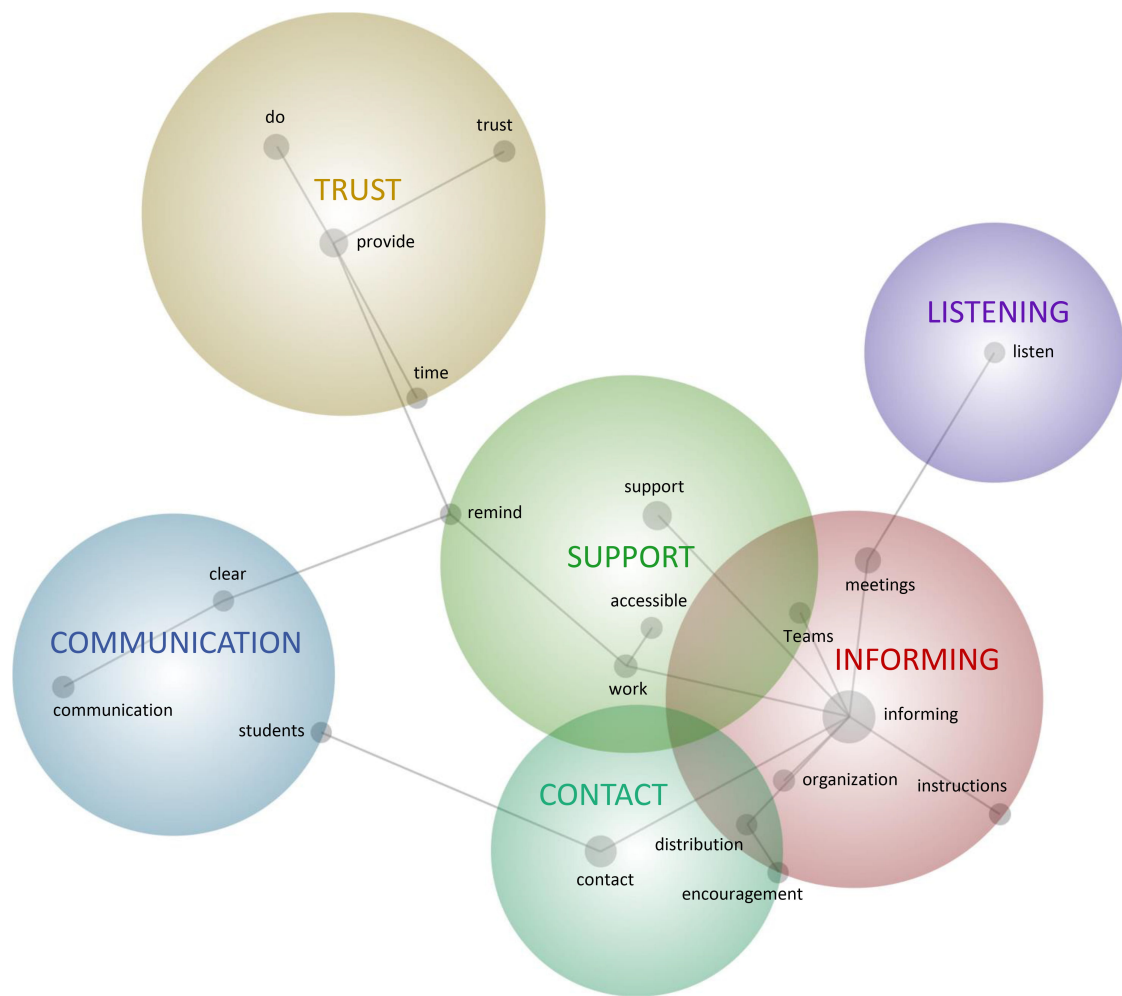 do
trust
TRUST
provide
LISTENING
listen
time
support
remind
SUPPORT
clear
meetings
accessible
Teams
COMMUNICATION
INFORMING
work
communication
informing
students
organization
instructions
CONTACT
distribution
contact
encouragement